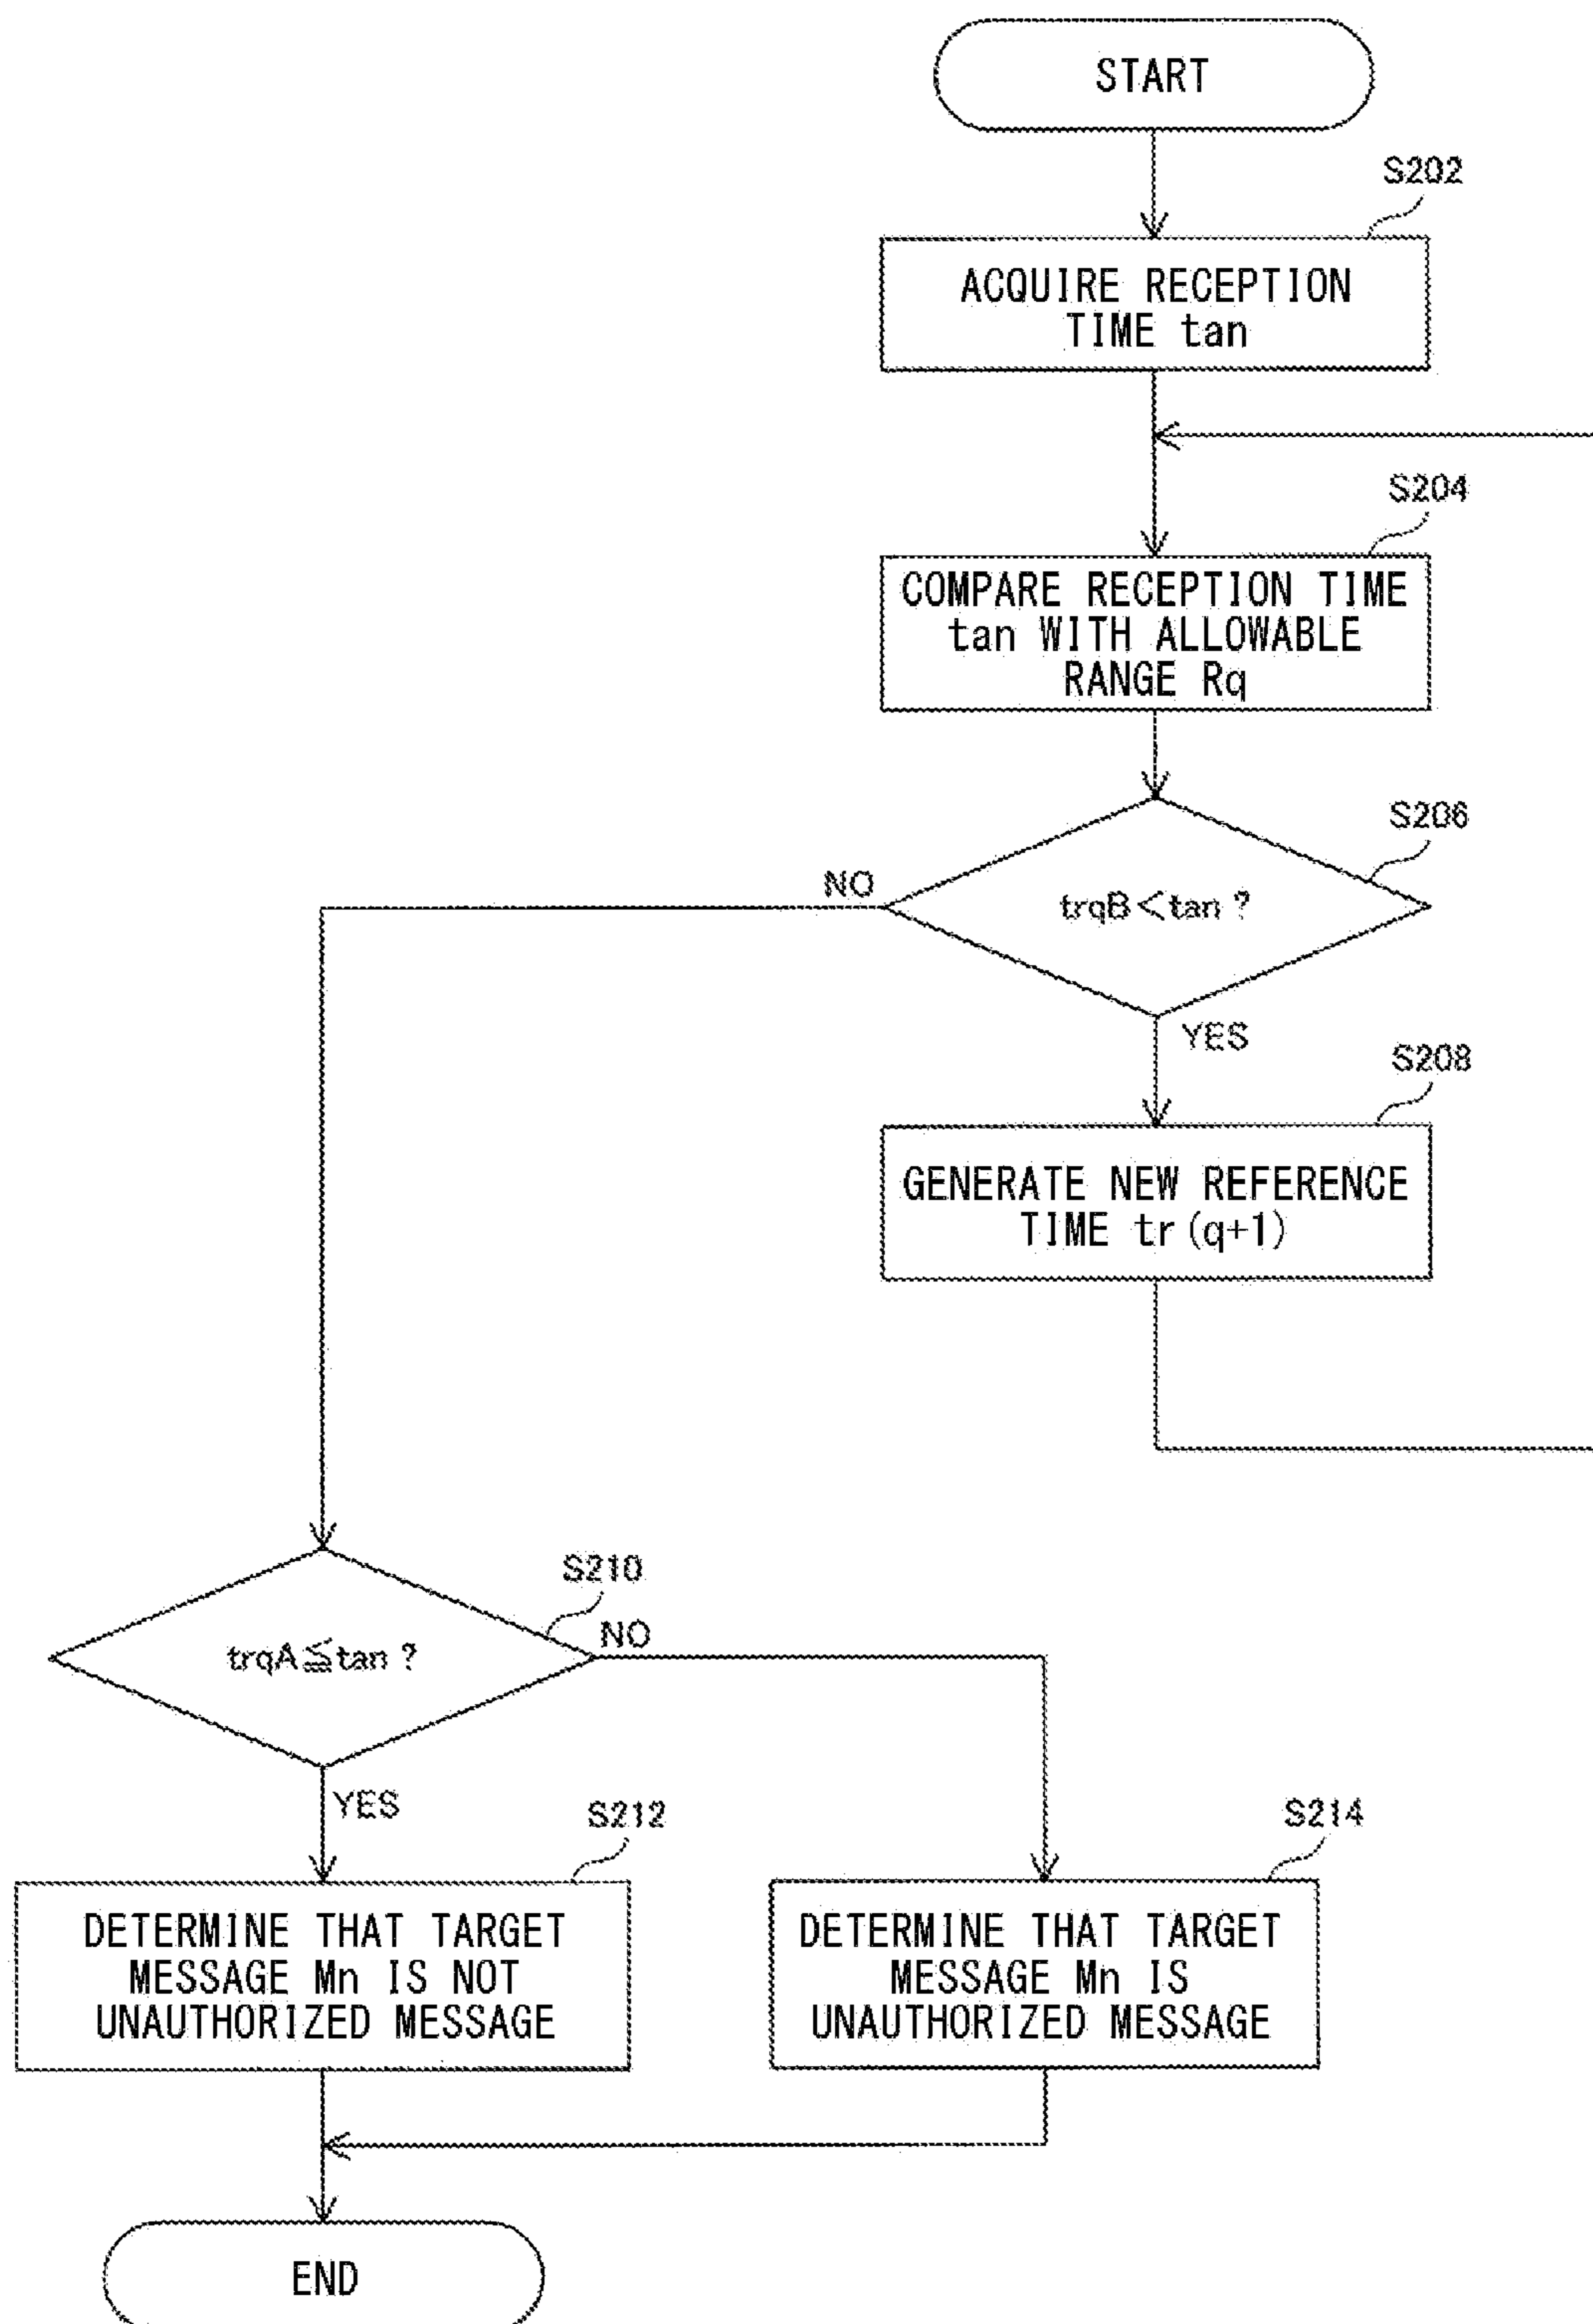 START
S202
ACQUIRE RECEPTION
TIME tan
S204
COMPARE RECEPTION TIME
tan WITH ALLOWABLE
RANGE Rq
S206
NO
trqB<tan ?
YES
S208
GENERATE NEW REFERENCE
TIME tr(q+1)
S210
NO
trqA≦tan ?
YES
S212
S214
DETERMINE THAT TARGET
MESSAGE Mn IS NOT
UNAUTHORIZED MESSAGE
DETERMINE THAT TARGET
MESSAGE Mn IS
UNAUTHORIZED MESSAGE
END